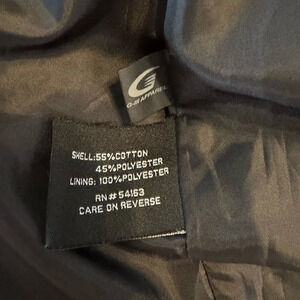 G-III APPAREL
SHELL:55%COTTON
45%POLYESTER
LINING: 100%POLYESTER
RN# 54163
CARE ON REVERSE